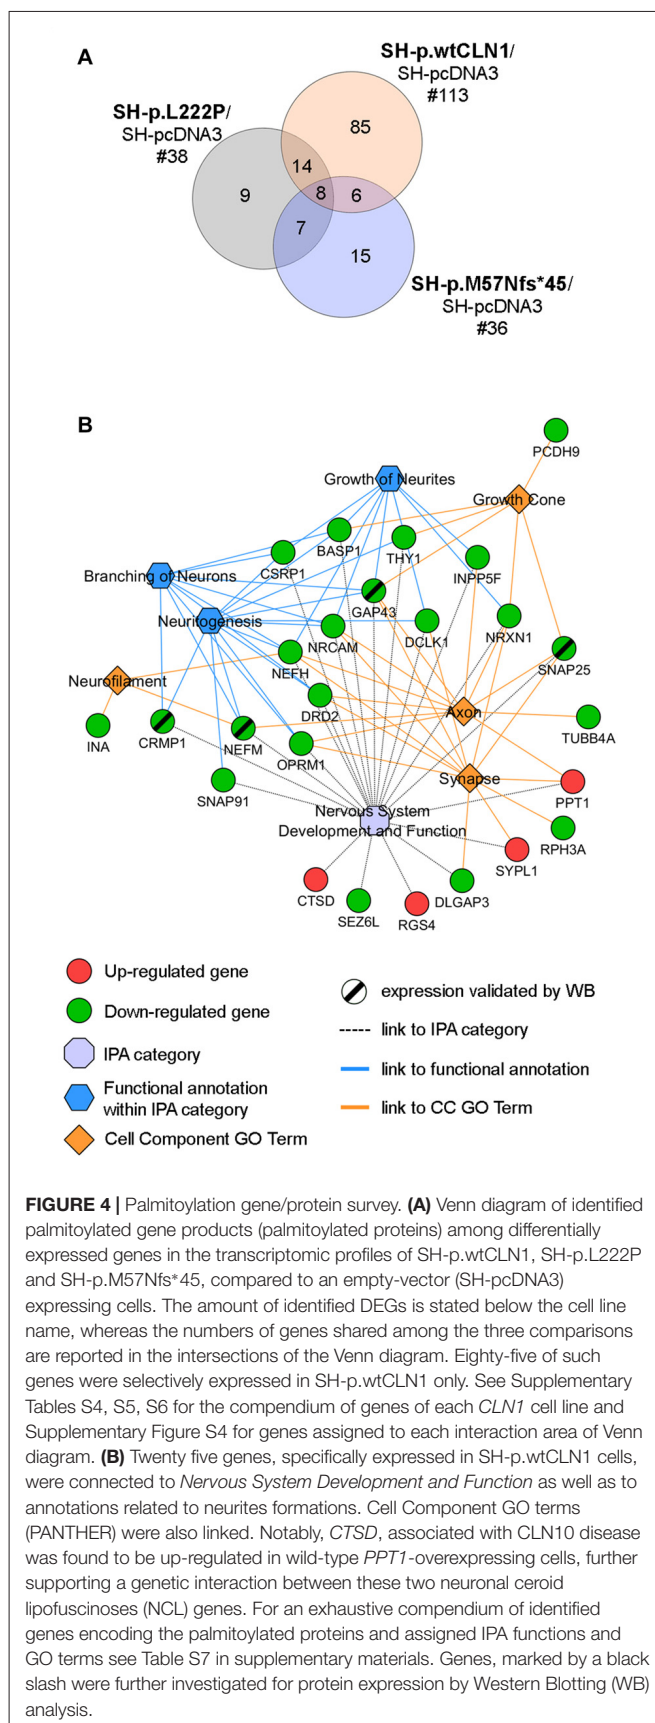 A
SH-p.wtCLN1/
SH-pcDNA3
#113
SH-p.L222P/
SH-pcDNA3
#38
85
14
9
8
6
7
15
SH-p.M57Nfs*45/
SH-pcDNA3
#36
B
PCDH9
Growth of Neurites
Growth Cone
BASP1
THY1
CSRP1
INPP5F
Branching of Neurons
GAP43
Neuritogenesis
NRCAM
DCLK1
NRXN1
SNAP25
NEFH
Neurofilament
DRD2
Axon
INA
CRMP1
NEFM
OPRM1
TUBB4A
Synapse
SNAP91
PPT1
Nervous System
Development and Function
RPH3A
SYPL1
CTSD
SEZ6L
RGS4
DLGAP3
Up-regulated gene
Down-regulated gene
IPA category
Functional annotation
within IPA category
Cell Component GO Term
expression validated by WB
link to IPA category
link to functional annotation
link to CC GO Term
FIGURE 4 | Palmitoylation gene/protein survey. (A) Venn diagram of identified
palmitoylated gene products (palmitoylated proteins) among differentially
expressed genes in the transcriptomic profiles of SH-p.wtCLN1, SH-p.L222P
and SH-p.M57Nfs*45, compared to an empty-vector (SH-pcDNA3)
expressing cells. The amount of identified DEGs is stated below the cell line
name, whereas the numbers of genes shared among the three comparisons
are reported in the intersections of the Venn diagram. Eighty-five of such
genes were selectively expressed in SH-p.wtCLN1 only. See Supplementary
Tables S4, S5, S6 for the compendium of genes of each CLN1 cell line and
Supplementary Figure S4 for genes assigned to each interaction area of Venn
diagram. (B) Twenty five genes, specifically expressed in SH-p.wtCLN1 cells,
were connected to Nervous System Development and Function as well as to
annotations related to neurites formations. Cell Component GO terms
(PANTHER) were also linked. Notably, CTSD, associated with CLN10 disease
was found to be up-regulated in wild-type PPT1-overexpressing cells, further
supporting a genetic interaction between these two neuronal ceroid
lipofuscinoses (NCL) genes. For an exhaustive compendium of identified
genes encoding the palmitoylated proteins and assigned IPA functions and
GO terms see Table S7 in supplementary materials. Genes, marked by a black
slash were further investigated for protein expression by Western Blotting (WB)
analysis.